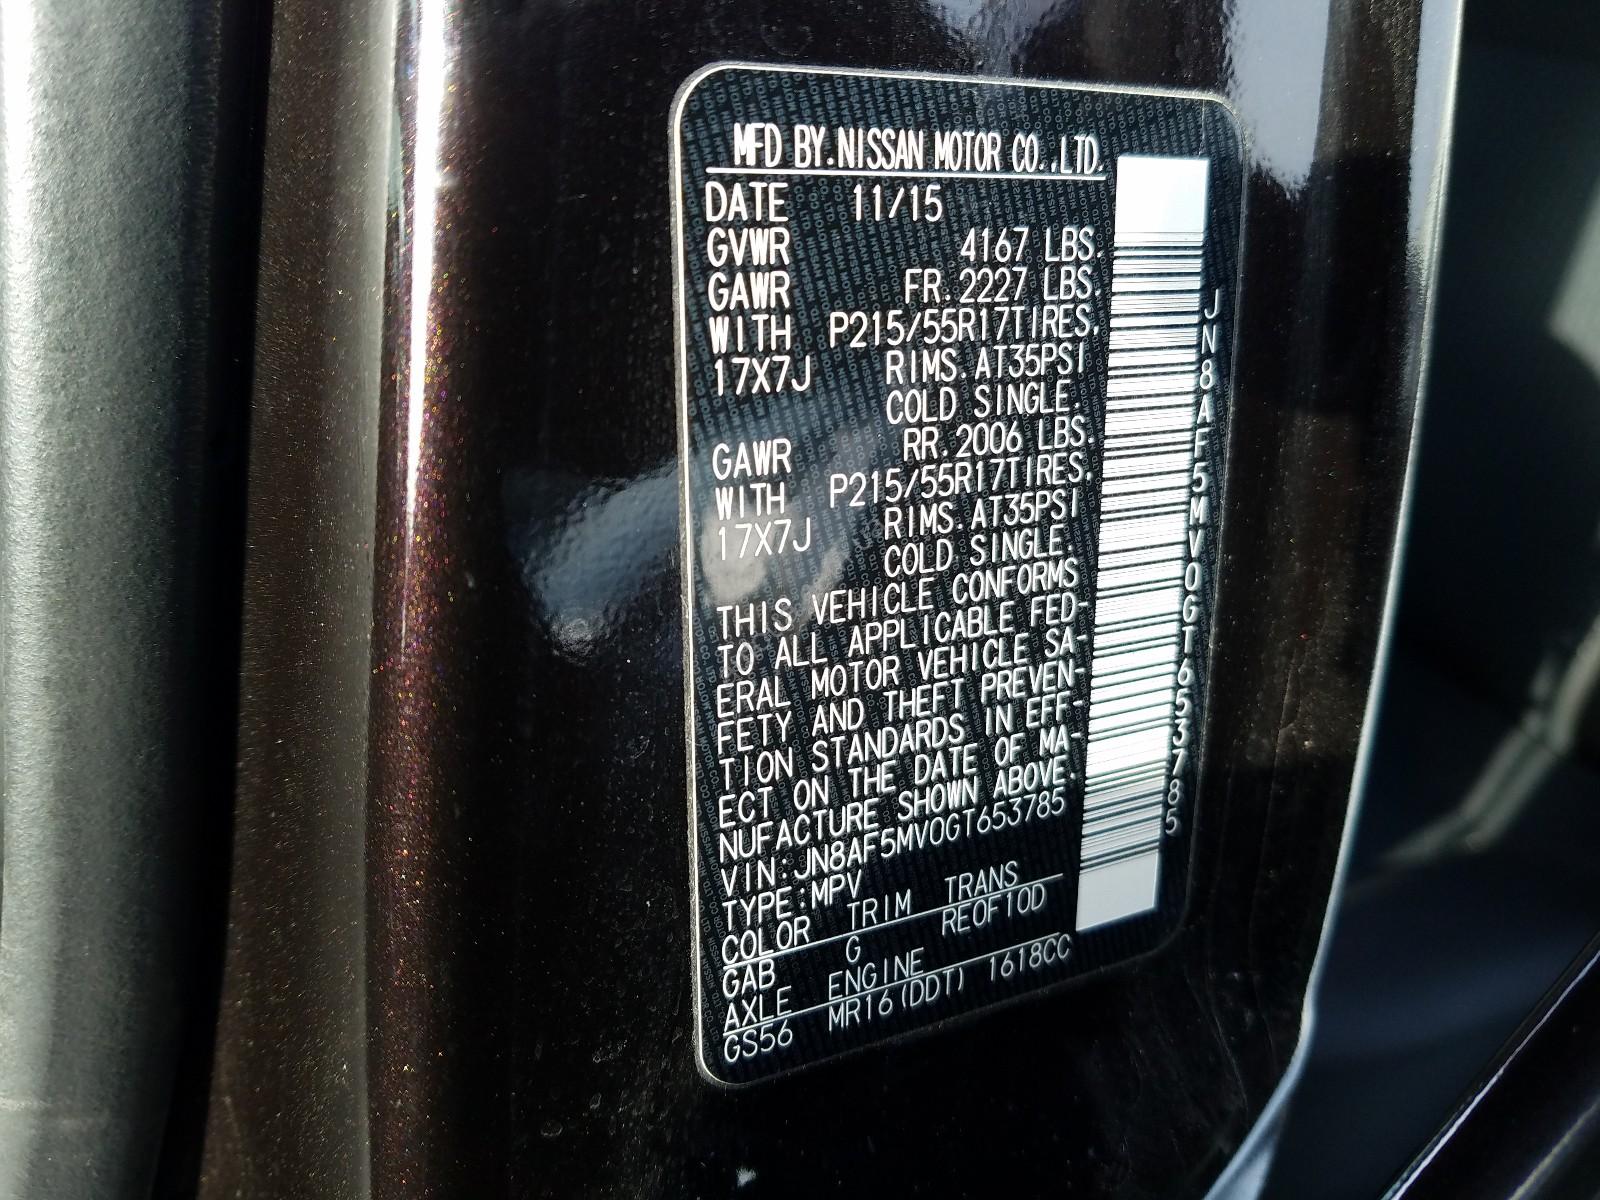 MFD BY.NISSAN MOTOR CO.,LTD.
DATE 11/15
GVWR 4167 LBS.
GAWR FR.2227 LBS.
WITH P215/55R17TIRES,
17X7J RIMS.AT35PSI
COLD SINGLE.
GAWR RR.2006 LBS.
WITH P215/55R17TIRES,
17X7J RIMS.AT35PSI
COLD SINGLE.
THIS VEHICLE CONFORMS
TO ALL APPLICABLE FED-
ERAL MOTOR VEHICLE SA-
FETY AND THEFT PREVEN-
TION STANDARDS IN EFF-
ECT ON THE DATE OF MA-
NUFACTURE SHOWN ABOVE.
VIN:JN8AF5MV0GT653785
TYPE:MPV
COLOR TRIM TRANS
GAB G RE0F10D
AXLE ENGINE
GS56 MR16(DDT) 1618CC
JN8AF5MV0GT653785